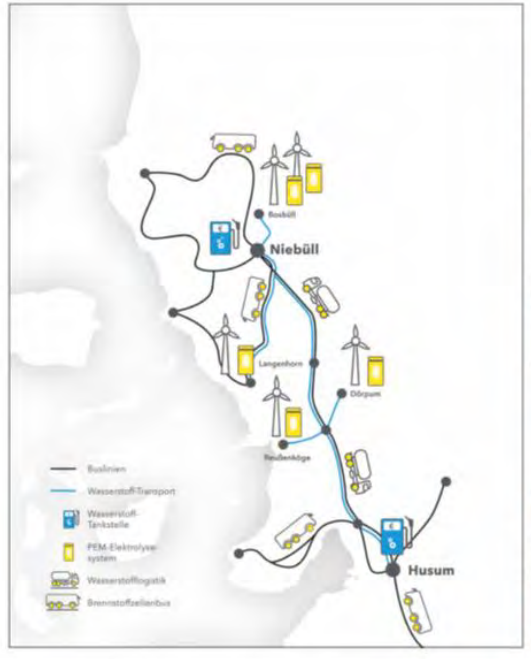 Bosbüll
Niebüll
Langenhorn
Dörpum
Reußenköge
Husum
Buslinien
Wasserstoff-Transport
Wasserstoff-
Tankstelle
PEM-Elektrolyse-
system
Wasserstofflogistik
Brennstoffzellenbus